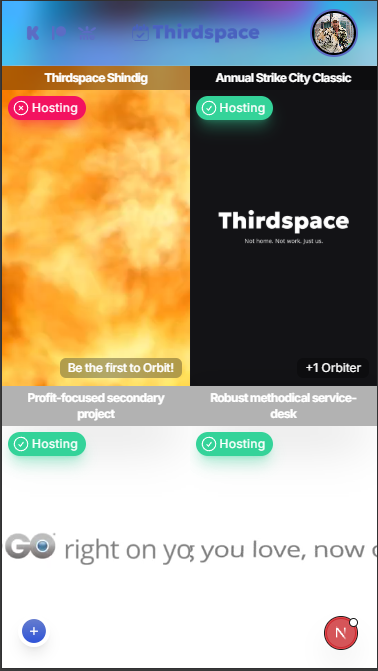 Thirdspace
Thirdspace Shindig
Annual Strike City Classic
Hosting
Hosting
Thirdspace
Not home. Not work. Just us.
Be the first to Orbit!
+1 Orbiter
Profit-focused secondary
project
Robust methodical service-
desk
Hosting
Hosting
GO right on yo
you love, now
N